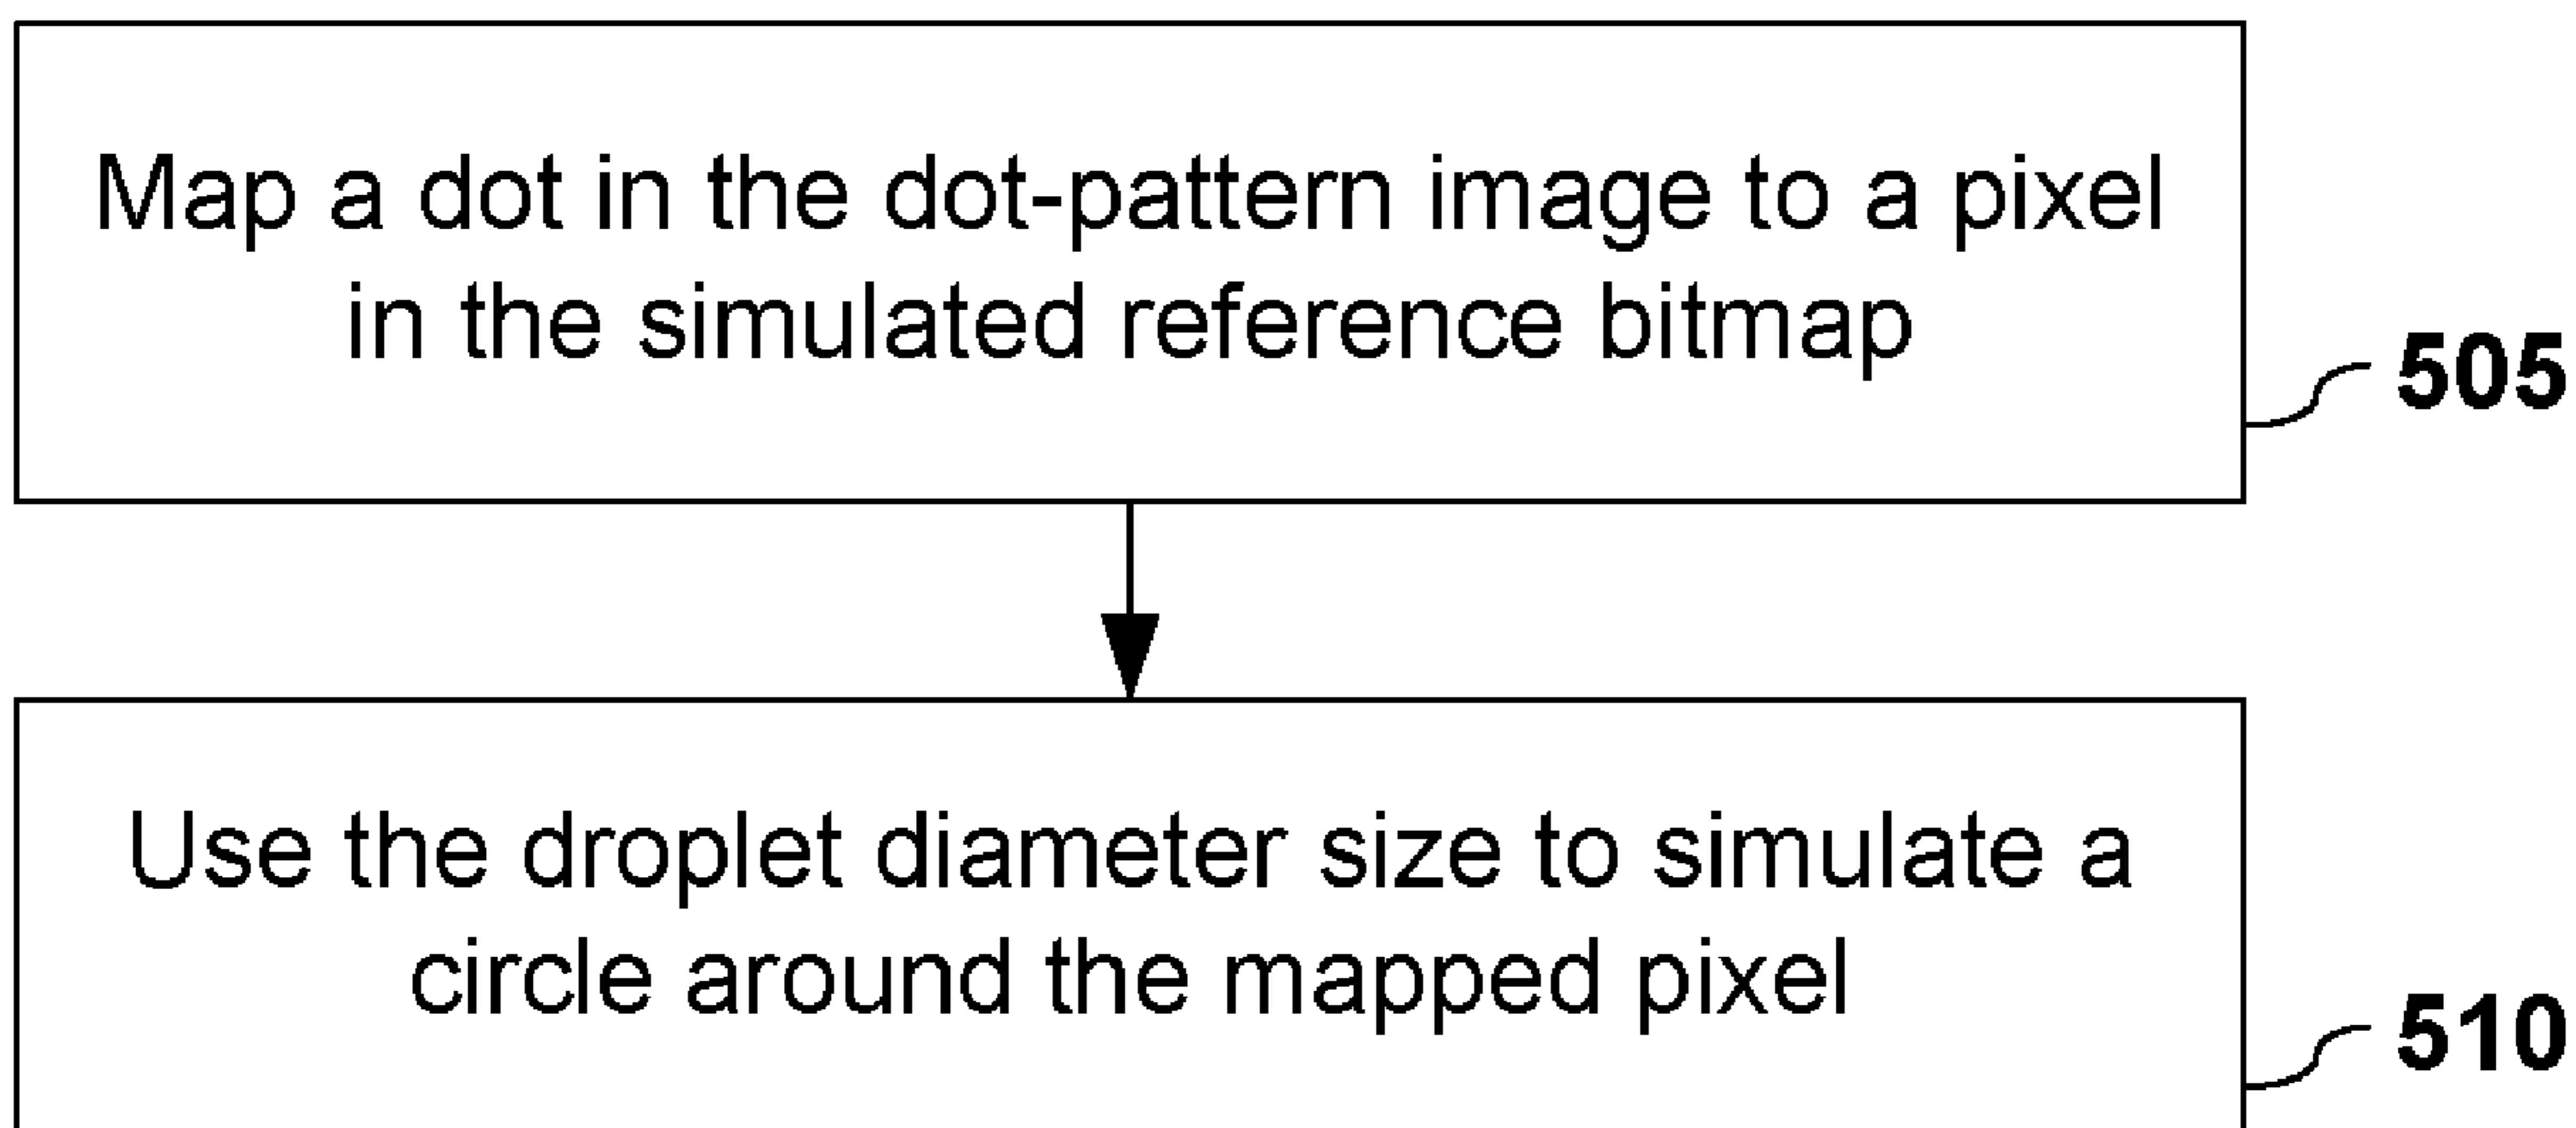 Map a dot in the dot-pattern image to a pixel
in the simulated reference bitmap
505
Use the droplet diameter size to simulate a
circle around the mapped pixel
510